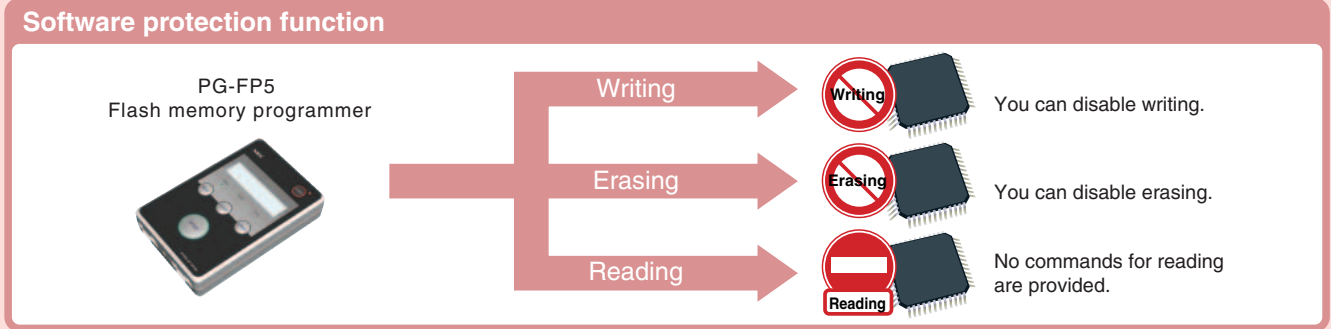 Software protection function
PG-FP5
Flash memory programmer
Writing
Writing
You can disable writing.
Erasing
Erasing
You can disable erasing.
Reading
Reading
No commands for reading
are provided.